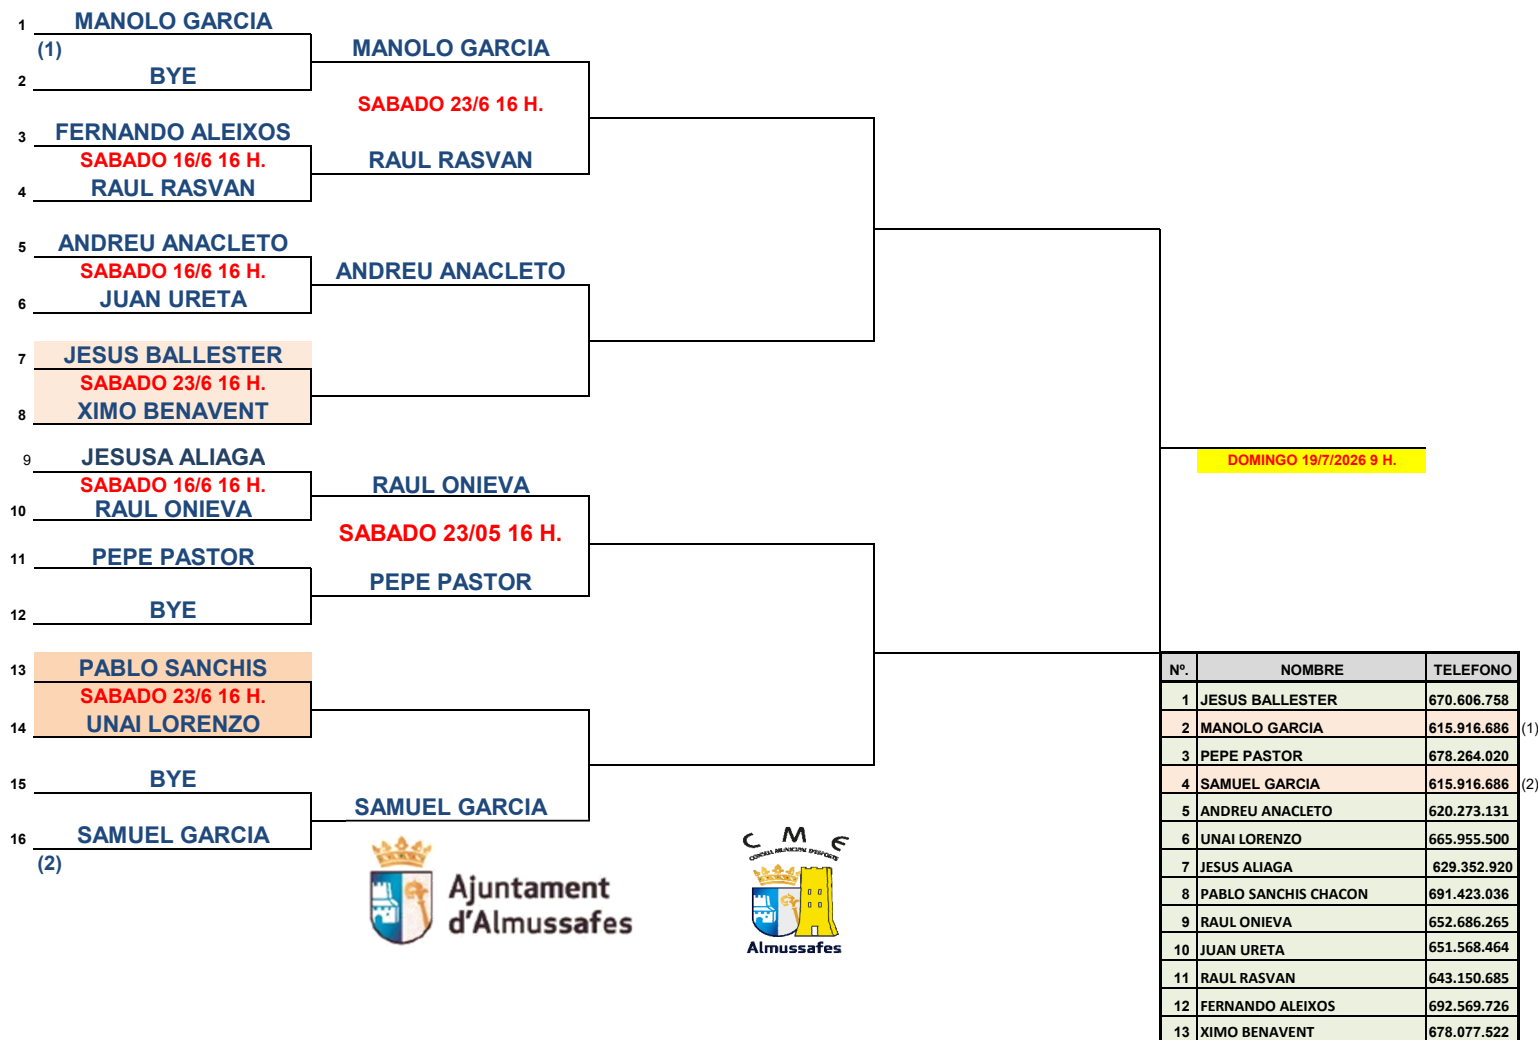 1 MANOLO GARCIA
(1)
2 BYE
MANOLO GARCIA
SABADO 23/6 16 H.
3 FERNANDO ALEIXOS
SABADO 16/6 16 H.
4 RAUL RASVAN
RAUL RASVAN
5 ANDREU ANACLETO
SABADO 16/6 16 H.
6 JUAN URETA
ANDREU ANACLETO
7 JESUS BALLESTER
SABADO 23/6 16 H.
8 XIMO BENAVENT
9 JESUSA ALIAGA
SABADO 16/6 16 H.
10 RAUL ONIEVA
RAUL ONIEVA
SABADO 23/05 16 H.
11 PEPE PASTOR
12 BYE
PEPE PASTOR
13 PABLO SANCHIS
SABADO 23/6 16 H.
14 UNAI LORENZO
15 BYE
16 SAMUEL GARCIA
(2)
SAMUEL GARCIA
DOMINGO 19/7/2026 9 H.
Ajuntament
d'Almussafes
C M E
CONSELL MUNICIPAL D'ESPORTS
Almussafes
Nº. NOMBRE TELEFONO
1 JESUS BALLESTER 670.606.758
2 MANOLO GARCIA 615.916.686 (1)
3 PEPE PASTOR 678.264.020
4 SAMUEL GARCIA 615.916.686 (2)
5 ANDREU ANACLETO 620.273.131
6 UNAI LORENZO 665.955.500
7 JESUS ALIAGA 629.352.920
8 PABLO SANCHIS CHACON 691.423.036
9 RAUL ONIEVA 652.686.265
10 JUAN URETA 651.568.464
11 RAUL RASVAN 643.150.685
12 FERNANDO ALEIXOS 692.569.726
13 XIMO BENAVENT 678.077.522